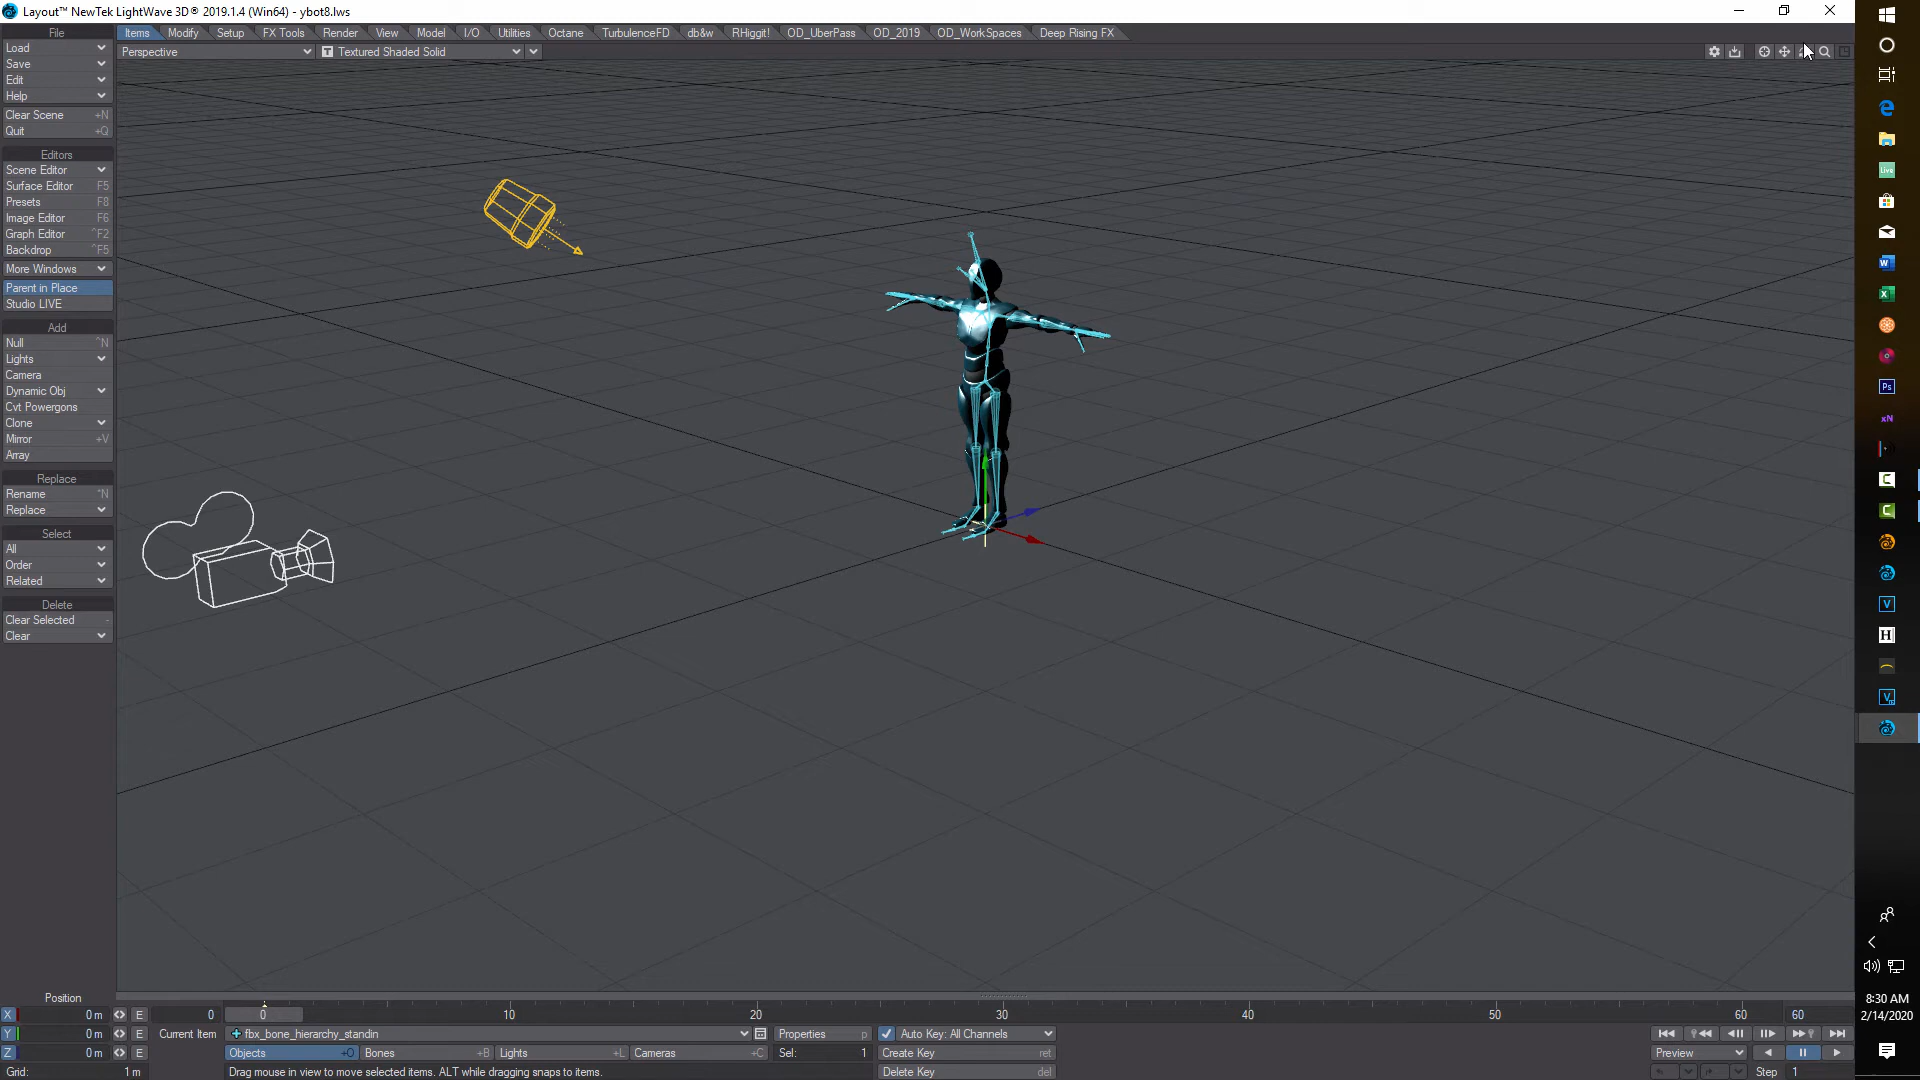 Layout™ NewTek LightWave 3D® 2019.1.4 (Win64) - ybot8.lws
File
Items Modify Setup FX Tools Render View Model I/O Utilities Octane TurbulenceFD db&w RHiggit! OD_UberPass OD_2019 OD_WorkSpaces Deep Rising FX
Load
Perspective
Textured Shaded Solid
Save
Edit
Help
Clear Scene +N
Quit +Q
Editors
Scene Editor
Surface Editor F5
Presets F8
Image Editor F6
Graph Editor ^F2
Backdrop ^F5
More Windows
Parent in Place
Studio LIVE
Add
Null ^N
Lights
Camera
Dynamic Obj
Cvt Powergons
Clone
Mirror +V
Array
Replace
Rename ^N
Replace
Select
All
Order
Related
Delete
Clear Selected -
Clear
Position
X 0 m E 0 0 10 20 30 40 50 60 60
Y 0 m E Current Item fbx_bone_hierarchy_standin Properties p Auto Key: All Channels
Z 0 m E Objects +O Bones +B Lights +L Cameras +C Sel: 1 Create Key ret Preview
Grid: 1 m Drag mouse in view to move selected items. ALT while dragging snaps to items. Delete Key del Step 1
Live
Ps
xN
8:30 AM
2/14/2020